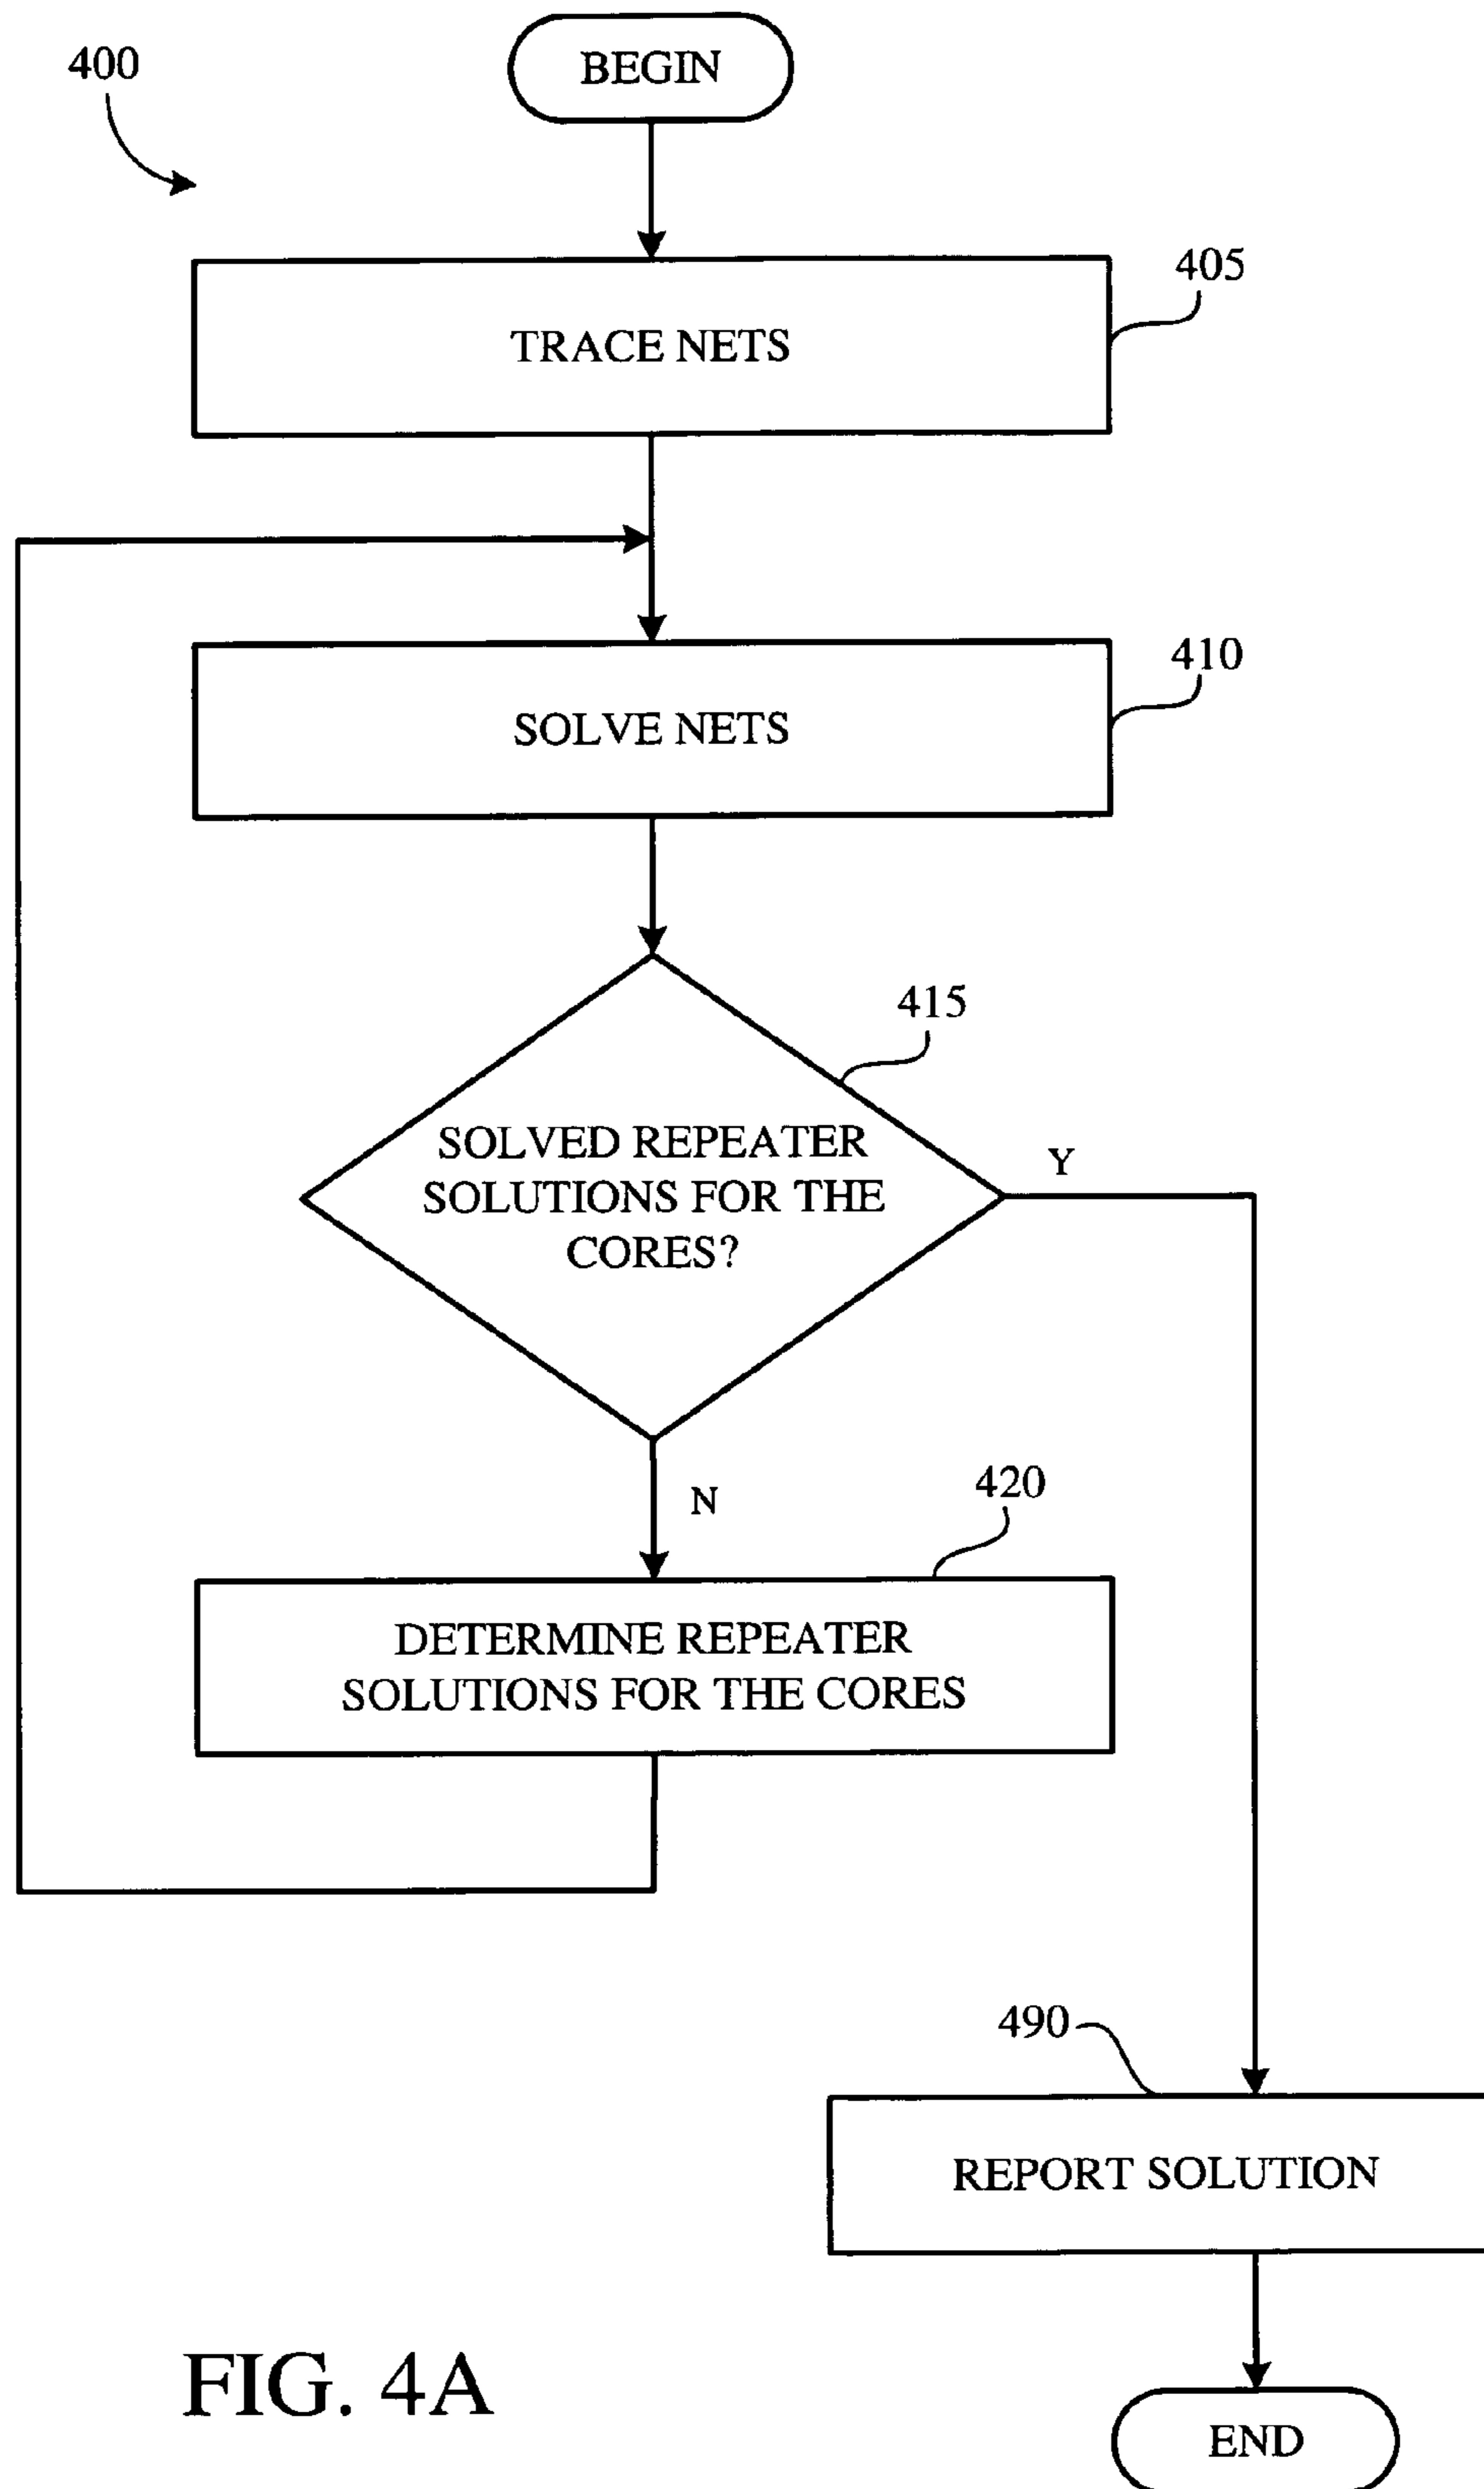 400
BEGIN
405
TRACE NETS
410
SOLVE NETS
415
SOLVED REPEATER
SOLUTIONS FOR THE
CORES?
Y
N
420
DETERMINE REPEATER
SOLUTIONS FOR THE CORES
490
REPORT SOLUTION
END
FIG. 4A